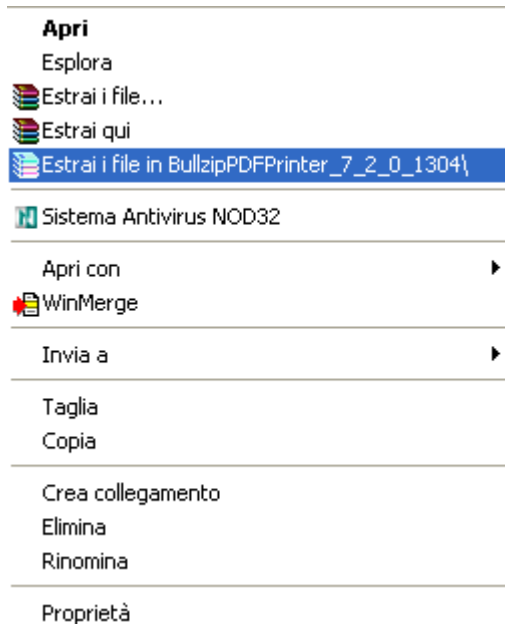 Apri
Esplora
Estrai i file...
Estrai qui
Estrai i file in BullzipPDFPrinter_7_2_0_1304\
Sistema Antivirus NOD32
Apri con
WinMerge
Invia a
Taglia
Copia
Crea collegamento
Elimina
Rinomina
Proprietà